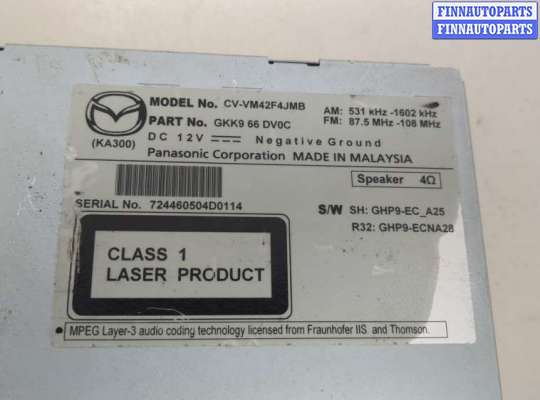 FINNAUTOPARTS
FINNAUTOPARTS.BY
MODEL No. CV-VM42F4JMB
AM: 531 kHz -1602 kHz
PART No. GKK9 66 DV0C
FM: 87.5 MHz -108 MHz
(KA300)
DC 12V Negative Ground
Panasonic Corporation MADE IN MALAYSIA
Speaker 4Ω
SERIAL No. 724460504D0114
S/W SH: GHP9-EC_A25
R32: GHP9-ECNA28
CLASS 1
LASER PRODUCT
MPEG Layer-3 audio coding technology licensed from Fraunhofer IIS and Thomson.